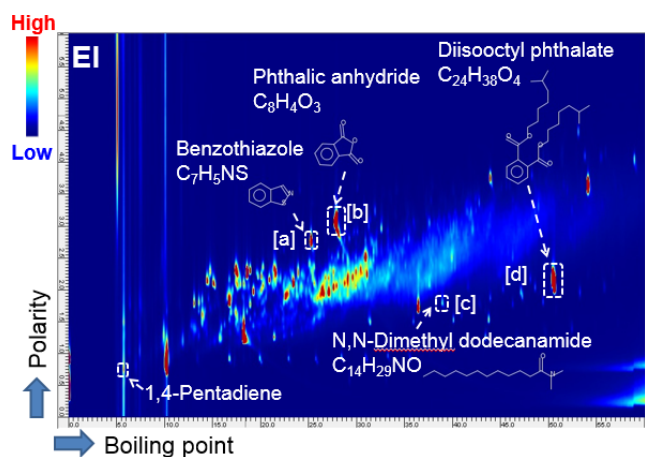 High
Low
EI
Diisooctyl phthalate
C₂₄H₃₈O₄
Phthalic anhydride
C₈H₄O₃
Benzothiazole
C₇H₅NS
[a]
[b]
[c]
[d]
N,N-Dimethyl dodecanamide
C₁₄H₂₉NO
1,4-Pentadiene
Polarity
Boiling point